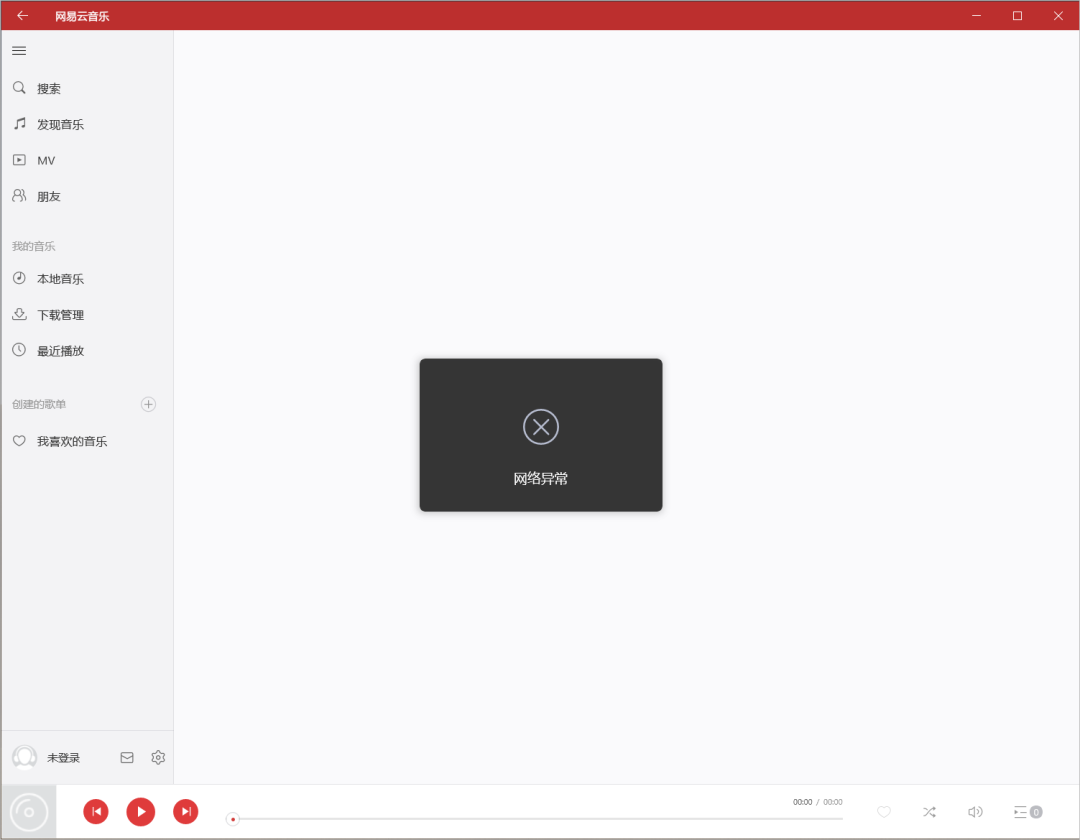 网易云音乐
搜索
发现音乐
MV
朋友
我的音乐
本地音乐
下载管理
最近播放
创建的歌单
我喜欢的音乐
网络异常
未登录
00:00 / 00:00
0